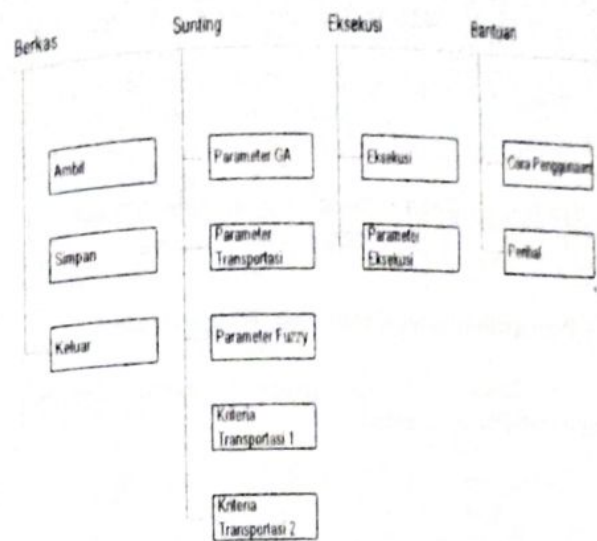 Berkas
Sunting
Eksekusi
Bantuan
Ambil
Simpan
Keluar
Parameter GA
Parameter
Transportasi
Parameter Fuzzy
Kriteria
Transportasi 1
Kriteria
Transportasi 2
Eksekusi
Parameter
Eksekusi
Cara Penggunaan
Perihal